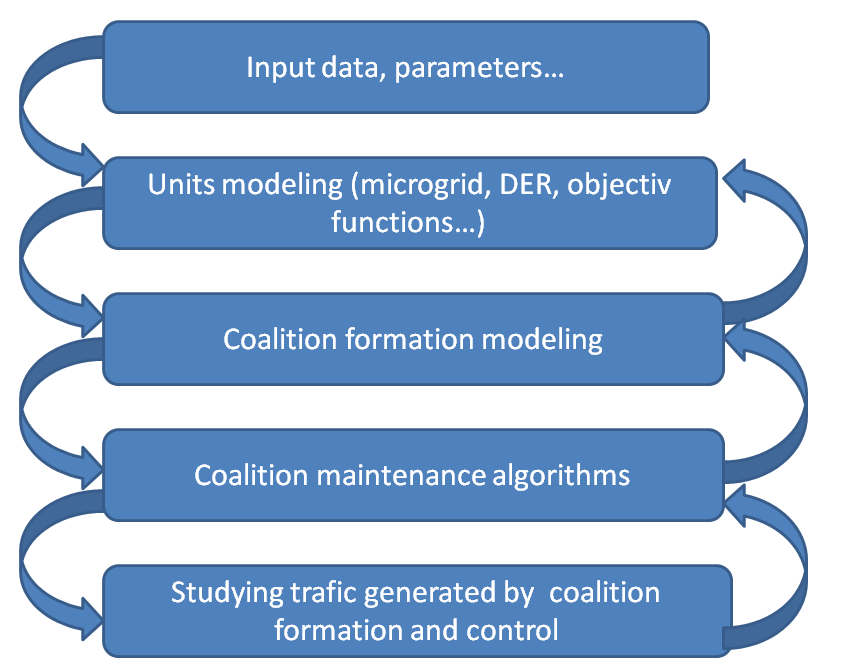 Input data, parameters…
Units modeling (microgrid, DER, objectiv
functions…)
Coalition formation modeling
Coalition maintenance algorithms
Studying trafic generated by  coalition
formation and control